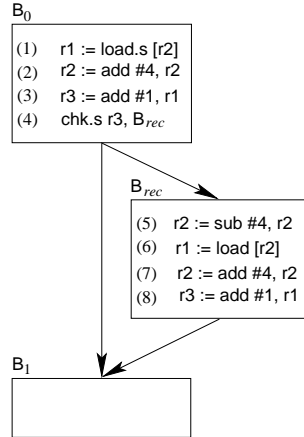 B0
(1) r1 := load.s [r2]
(2) r2 := add #4, r2
(3) r3 := add #1, r1
(4) chk.s r3, Brec
Brec
(5) r2 := sub #4, r2
(6) r1 := load [r2]
(7) r2 := add #4, r2
(8) r3 := add #1, r1
B1